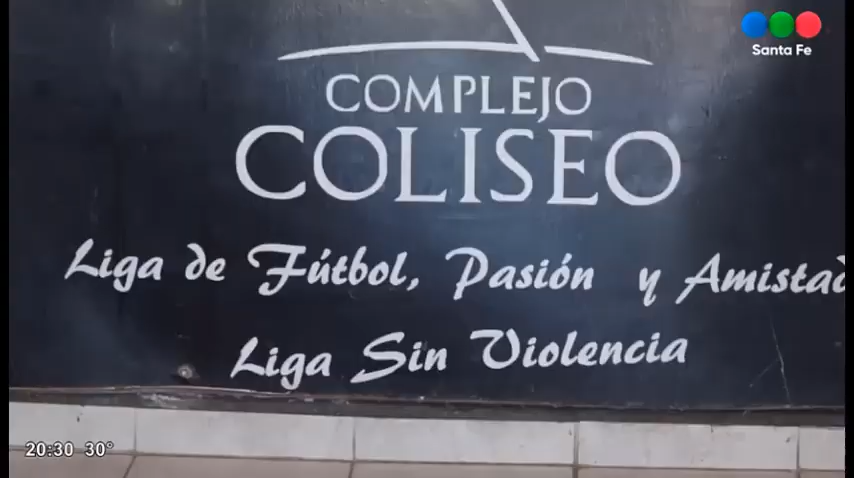 Santa Fe
COMPLEJO
COLISEO
Liga de Fútbol, Pasión y Amistad
Liga Sin Violencia
20:30 30°